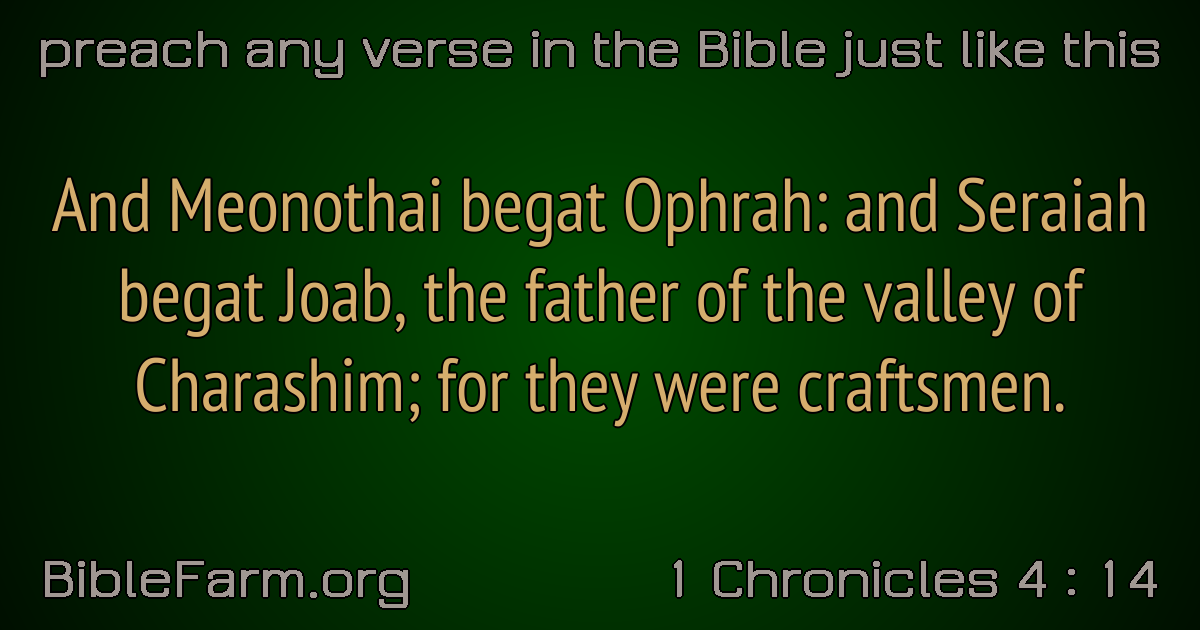 preach any verse in the Bible just like this
And Meonothai begat Ophrah: and Seraiah
begat Joab, the father of the valley of
Charashim; for they were craftsmen.
BibleFarm.org
1 Chronicles 4 : 14